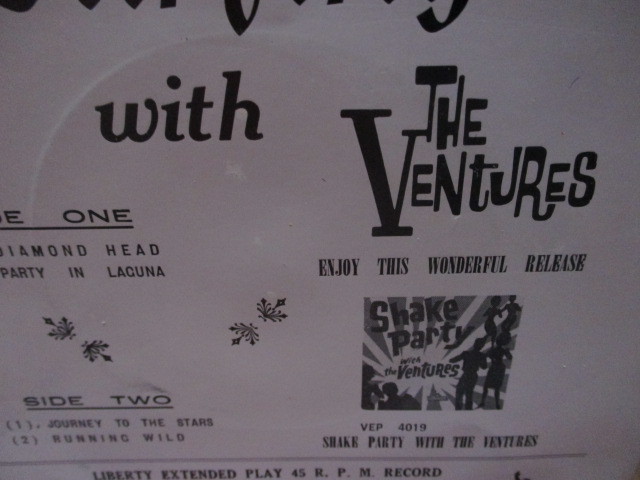 with
THE
VENTURES
DE ONE
DIAMOND HEAD
PARTY IN LAGUNA
ENJOY THIS WONDERFUL RELEASE
Shake
Party
with
the Ventures
SIDE TWO
(1). JOURNEY TO THE STARS
(2) RUNNING WILD
VEP 4019
SHAKE PARTY WITH THE VENTURES
LIBERTY EXTENDED PLAY 45 R. P. M. RECORD